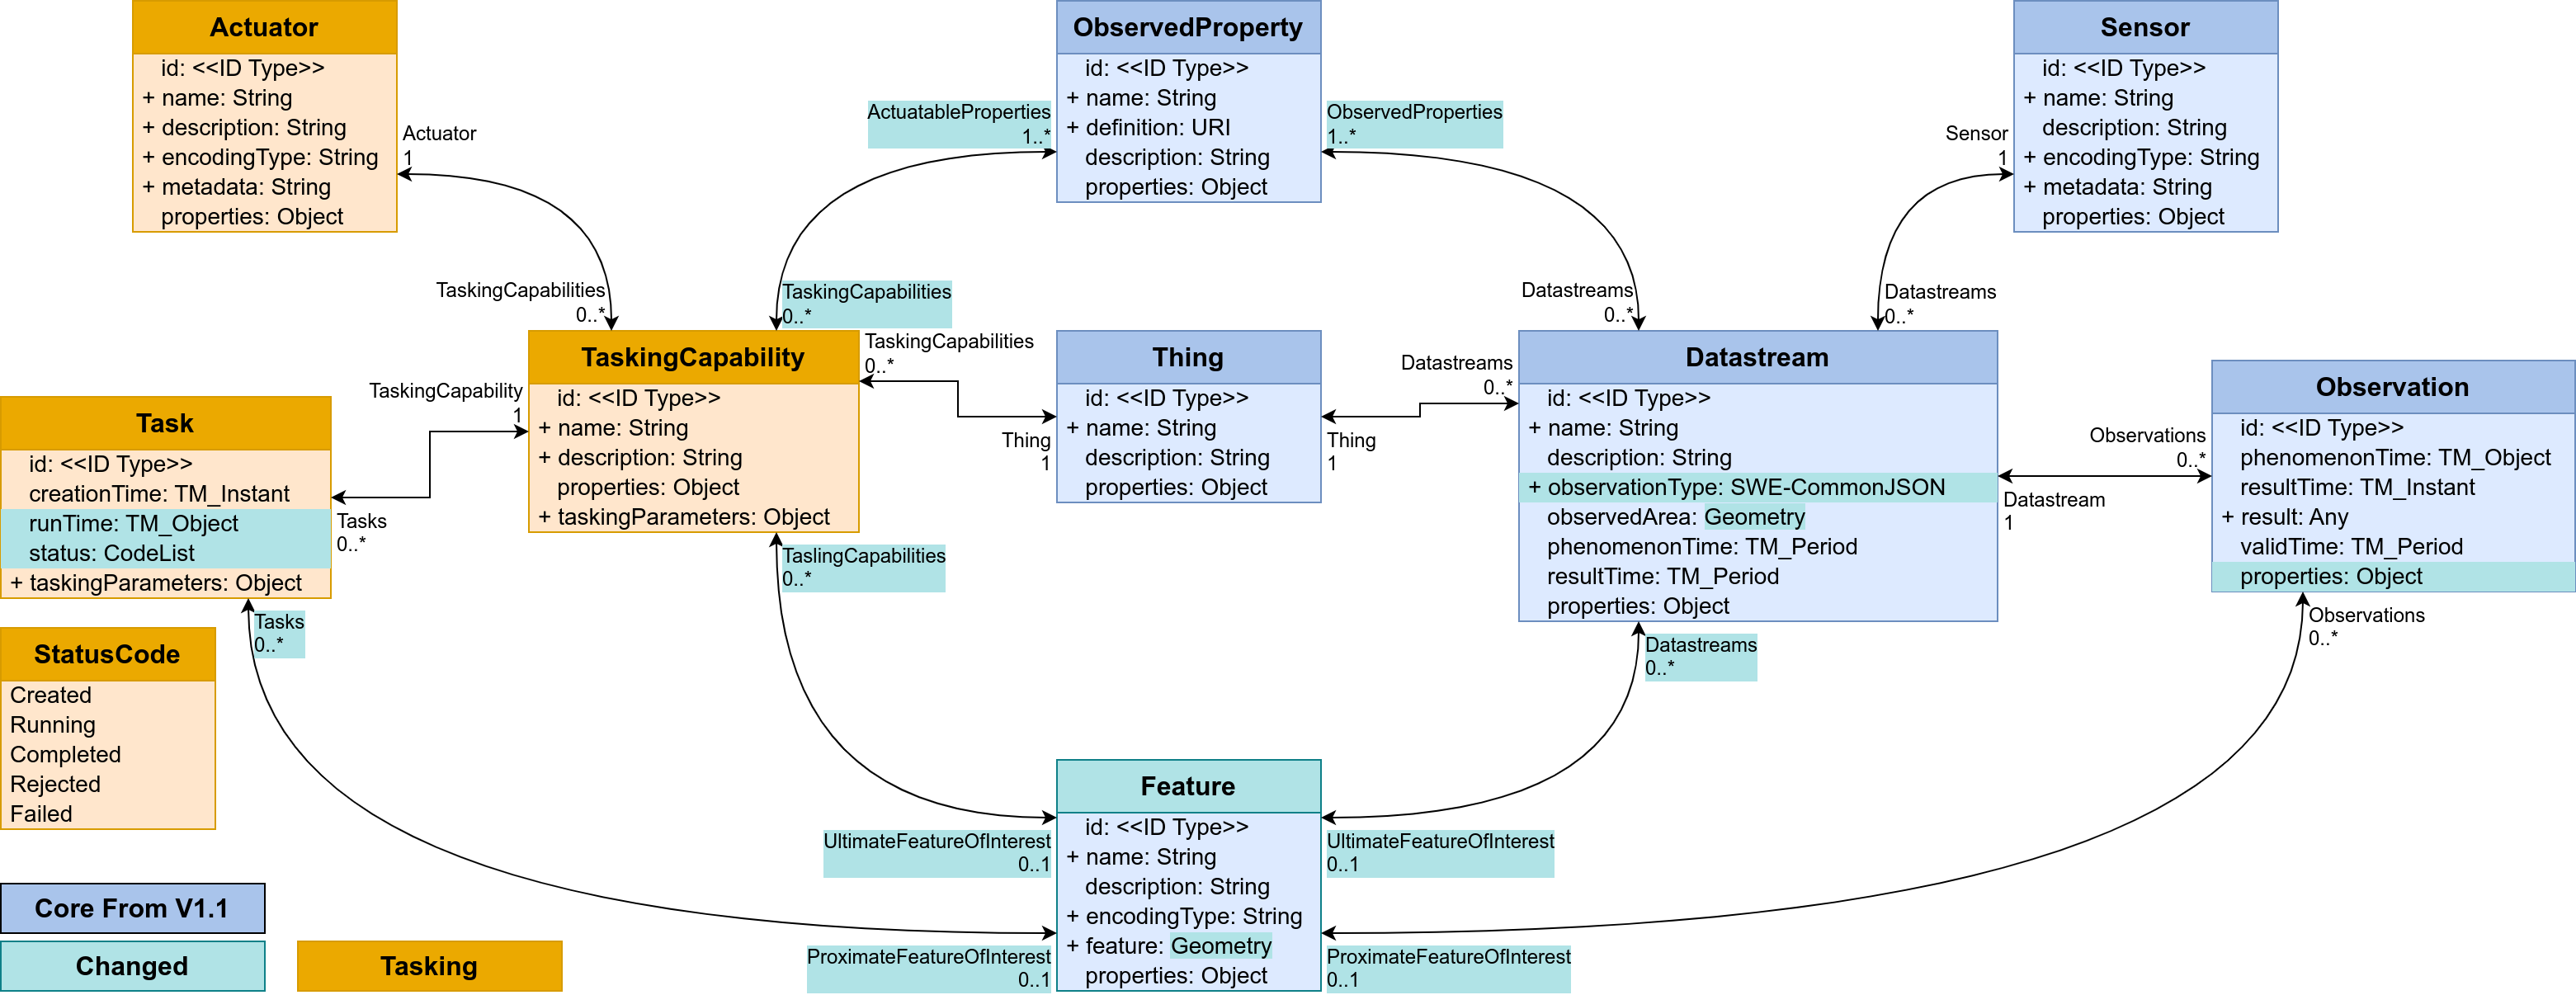 Actuator
id: <<ID Type>>
+ name: String
+ description: String
+ encodingType: String
+ metadata: String
properties: Object
Actuator
1
TaskingCapabilities
0..*
ObservedProperty
id: <<ID Type>>
+ name: String
+ definition: URI
description: String
properties: Object
ActuatableProperties
1..*
ObservedProperties
1..*
TaskingCapabilities
0..*
Datastreams
0..*
Sensor
id: <<ID Type>>
+ name: String
description: String
+ encodingType: String
+ metadata: String
properties: Object
Sensor
1
Datastreams
0..*
Task
id: <<ID Type>>
creationTime: TM_Instant
runTime: TM_Object
status: CodeList
+ taskingParameters: Object
TaskingCapability
1
Tasks
0..*
Tasks
0..*
TaskingCapability
id: <<ID Type>>
+ name: String
+ description: String
properties: Object
+ taskingParameters: Object
TaskingCapabilities
0..*
Thing
1
TaslingCapabilities
0..*
Thing
id: <<ID Type>>
+ name: String
description: String
properties: Object
Thing
1
Datastreams
0..*
Datastream
id: <<ID Type>>
+ name: String
description: String
+ observationType: SWE-CommonJSON
observedArea: Geometry
phenomenonTime: TM_Period
resultTime: TM_Period
properties: Object
Datastreams
0..*
Observations
0..*
Datastream
1
Observation
id: <<ID Type>>
phenomenonTime: TM_Object
resultTime: TM_Instant
+ result: Any
validTime: TM_Period
properties: Object
Observations
0..*
StatusCode
Created
Running
Completed
Rejected
Failed
Feature
id: <<ID Type>>
+ name: String
description: String
+ encodingType: String
+ feature: Geometry
properties: Object
UltimateFeatureOfInterest
0..1
UltimateFeatureOfInterest
0..1
ProximateFeatureOfInterest
0..1
ProximateFeatureOfInterest
0..1
Core From V1.1
Changed
Tasking